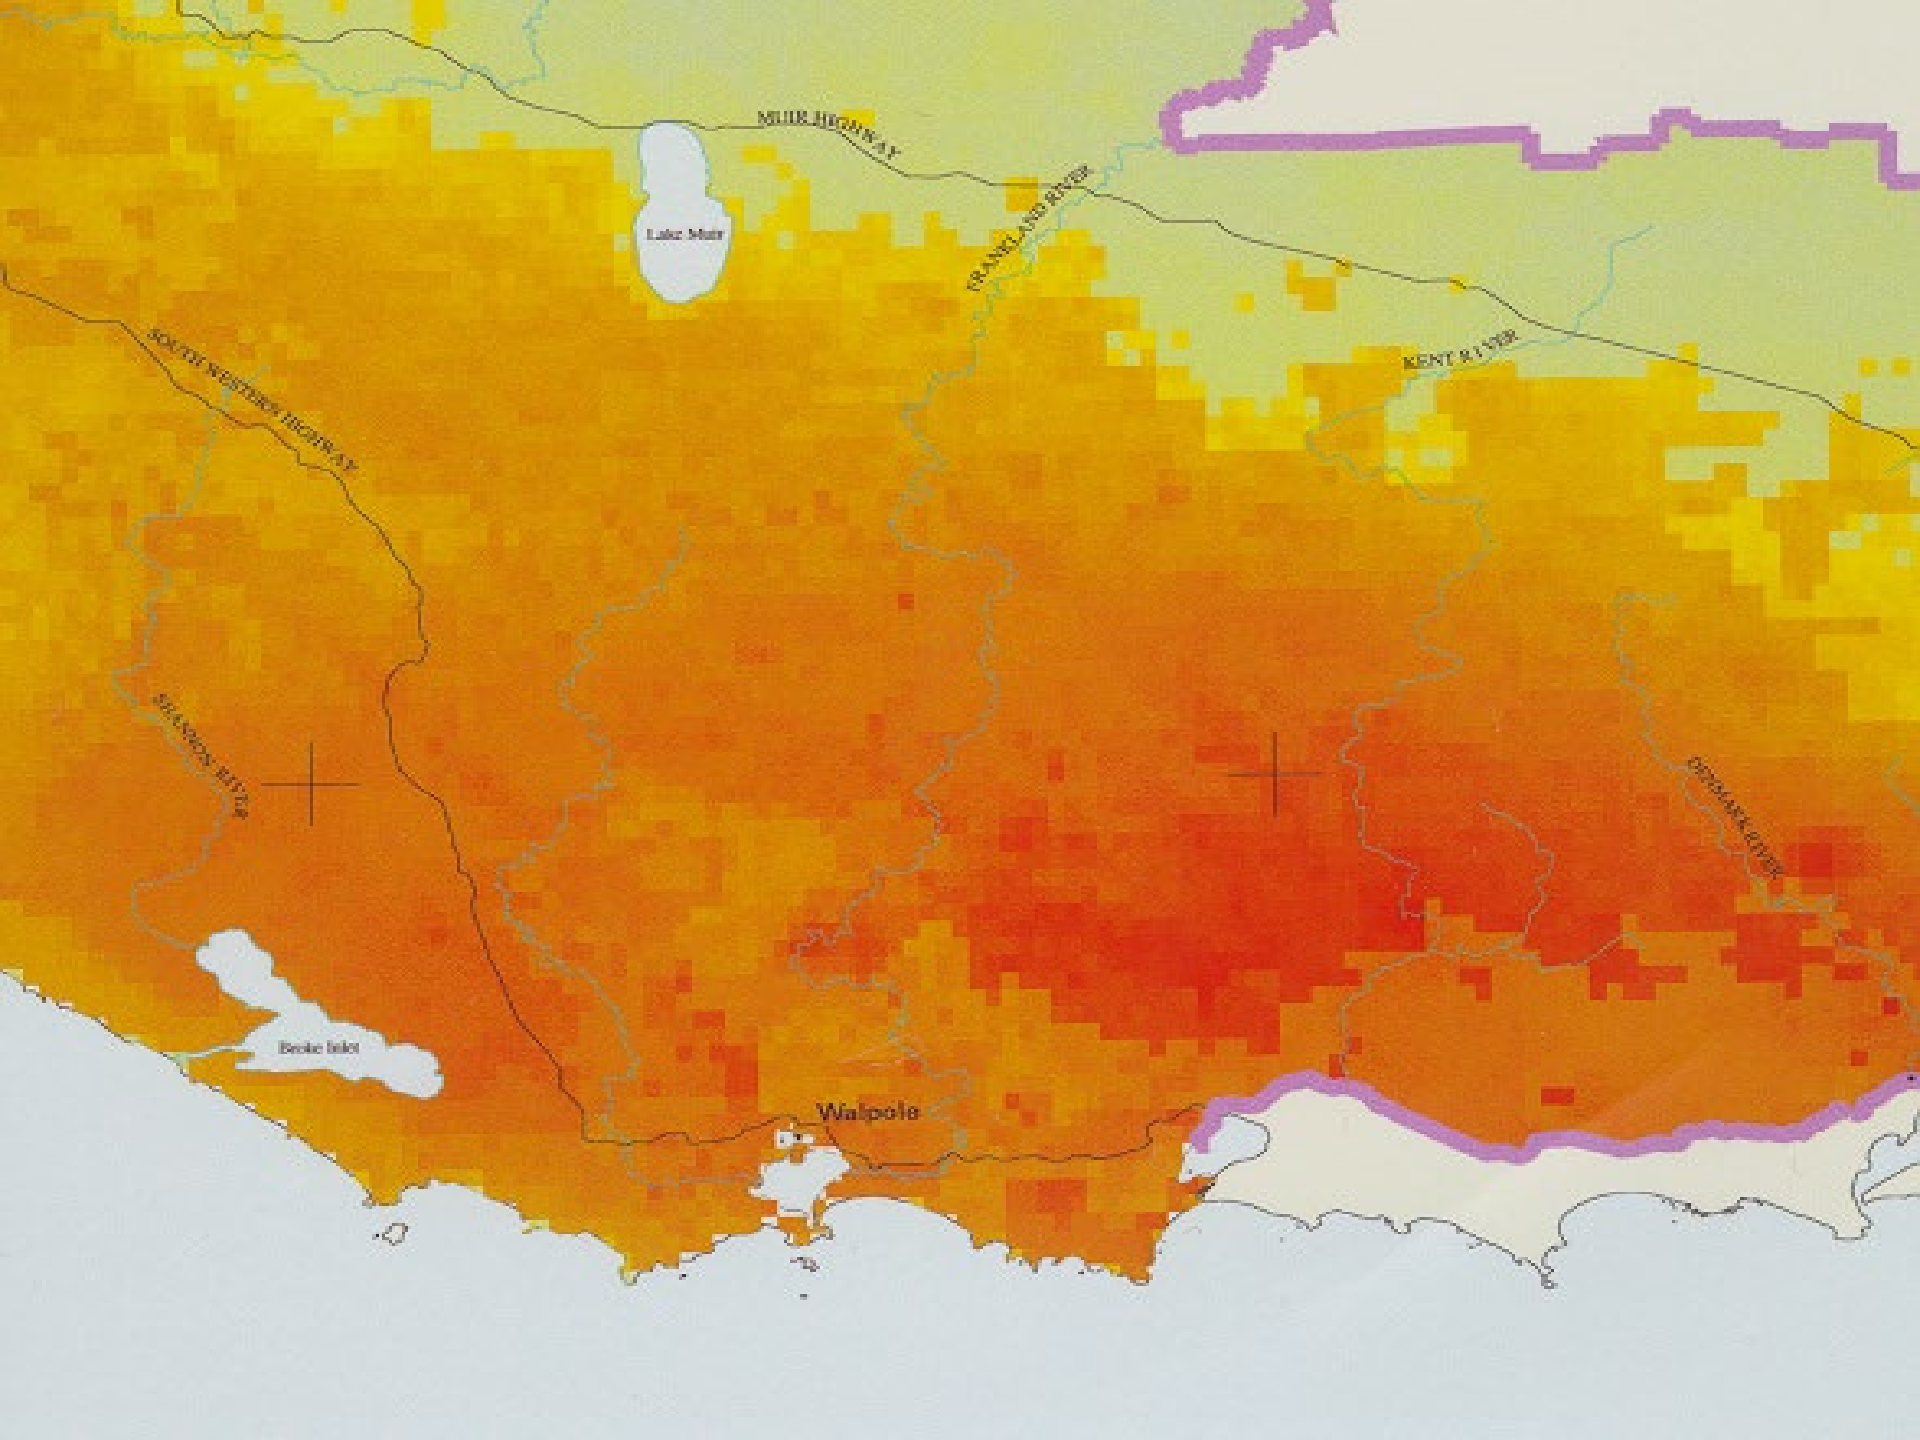 MUIR HIGHWAY
FRANKLAND RIVER
Lake Muir
SOUTH WESTERN HIGHWAY
KENT RIVER
SHANNON RIVER
DENMARK RIVER
Broke Inlet
Walpole